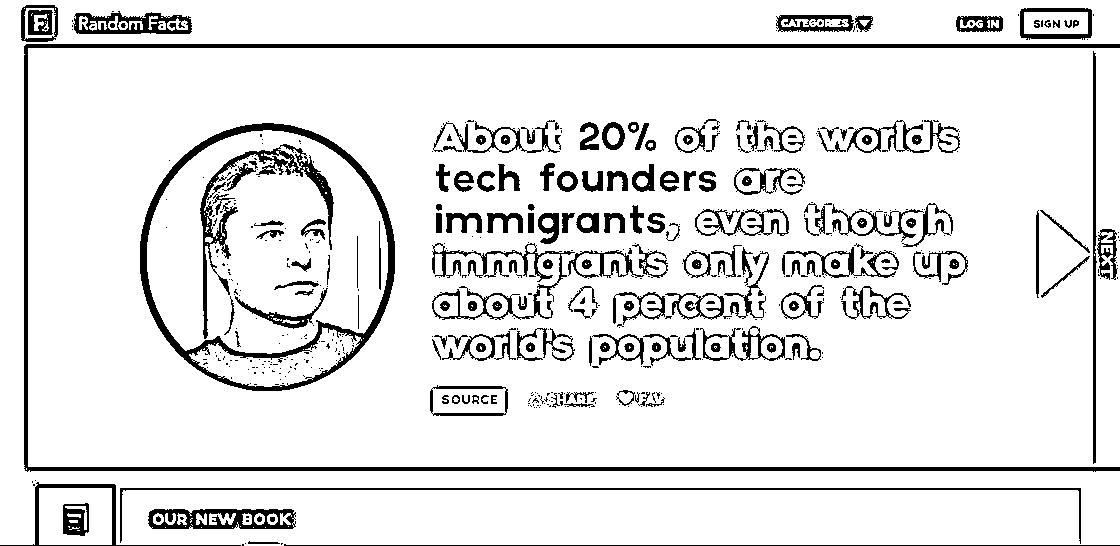 F.
Random Facts
CATEGORIES
LOG IN
SIGN UP
About 20% of the world's
tech founders are
immigrants, even though
immigrants only make up
about 4 percent of the
world's population.
NEXT
SOURCE
SHARE
FAV
OUR NEW BOOK